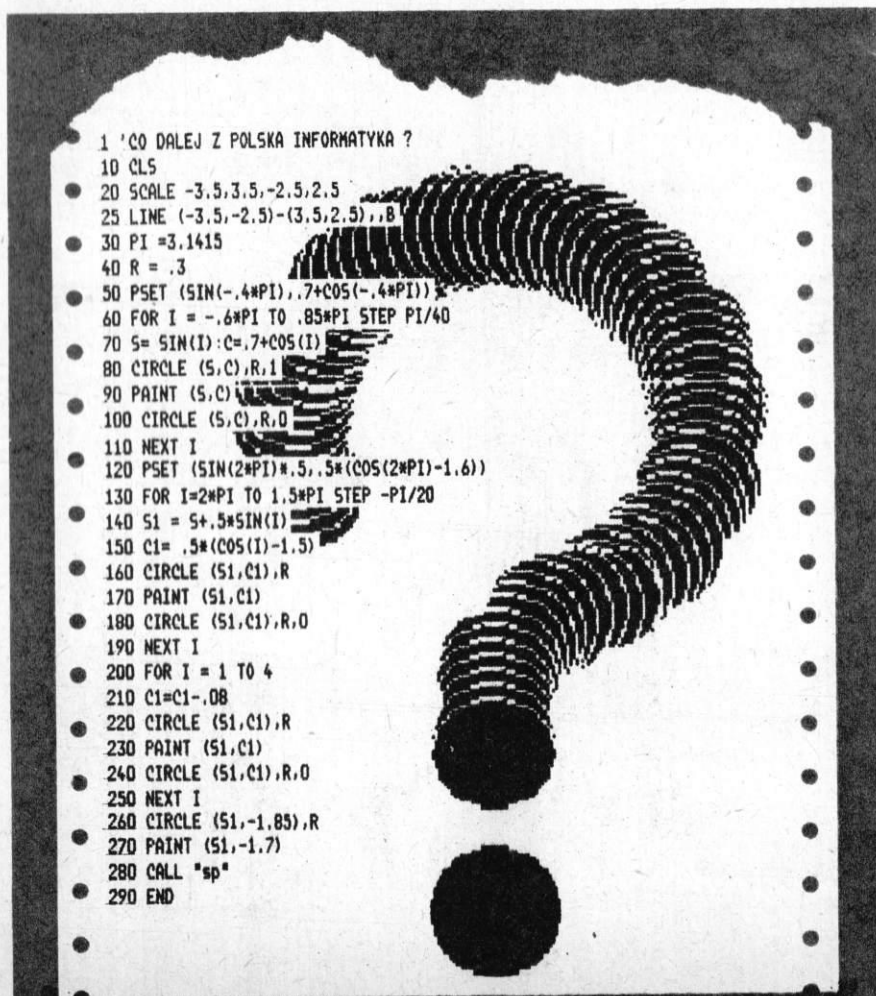 1 'CO DALEJ Z POLSKA INFORMATYKA ?
10 CLS
20 SCALE -3.5,3.5,-2.5,2.5
25 LINE (-3.5,-2.5)-(3.5,2.5),,B
30 PI =3.1415
40 R = .3
50 PSET (SIN(-.4*PI),.7+COS(-.4*PI))
60 FOR I = -.6*PI TO .85*PI STEP PI/40
70 S= SIN(I):C=.7+COS(I)
80 CIRCLE (S,C),R,1
90 PAINT (S,C)
100 CIRCLE (S,C),R,0
110 NEXT I
120 PSET (SIN(2*PI)*.5,.5*(COS(2*PI)-1.6))
130 FOR I=2*PI TO 1.5*PI STEP -PI/20
140 S1 = S+.5*SIN(I)
150 C1= .5*(COS(I)-1.5)
160 CIRCLE (S1,C1),R
170 PAINT (S1,C1)
180 CIRCLE (S1,C1),R,0
190 NEXT I
200 FOR I = 1 TO 4
210 C1=C1-.08
220 CIRCLE (S1,C1),R
230 PAINT (S1,C1)
240 CIRCLE (S1,C1),R,0
250 NEXT I
260 CIRCLE (S1,-1.85),R
270 PAINT (S1,-1.7)
280 CALL "sp"
290 END